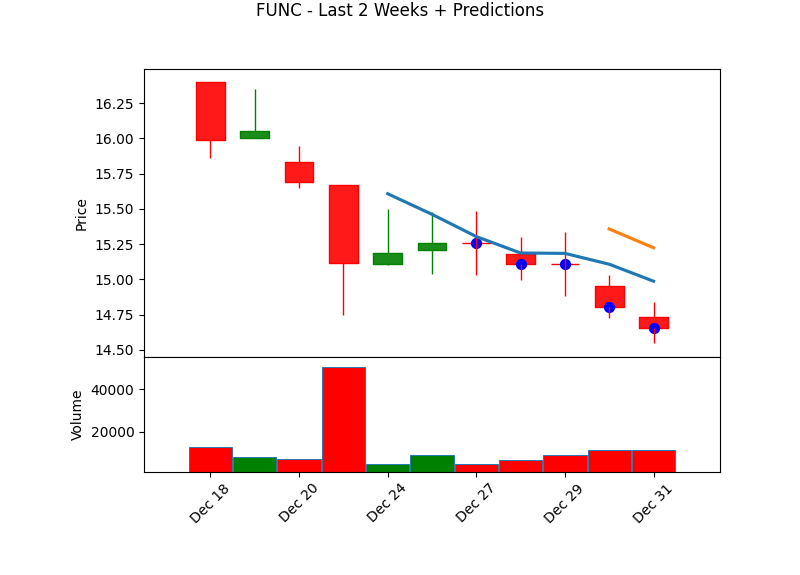 FUNC - Last 2 Weeks + Predictions
Price
16.25
16.00
15.75
15.50
15.25
15.00
14.75
14.50
Volume
40000
20000
Dec 18
Dec 20
Dec 24
Dec 27
Dec 29
Dec 31